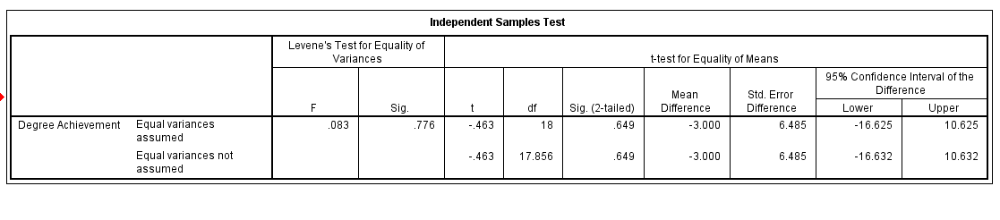 Independent Samples Test
Levene's Test for Equality of
Variances
t-test for Equality of Means
95% Confidence Interval of the
Difference
F Sig. t df Sig. (2-tailed) Mean
Difference Std. Error
Difference Lower Upper
Degree Achievement Equal variances
assumed .083 .776 -.463 18 .649 -3.000 6.485 -16.625 10.625
Equal variances not
assumed -.463 17.856 .649 -3.000 6.485 -16.632 10.632